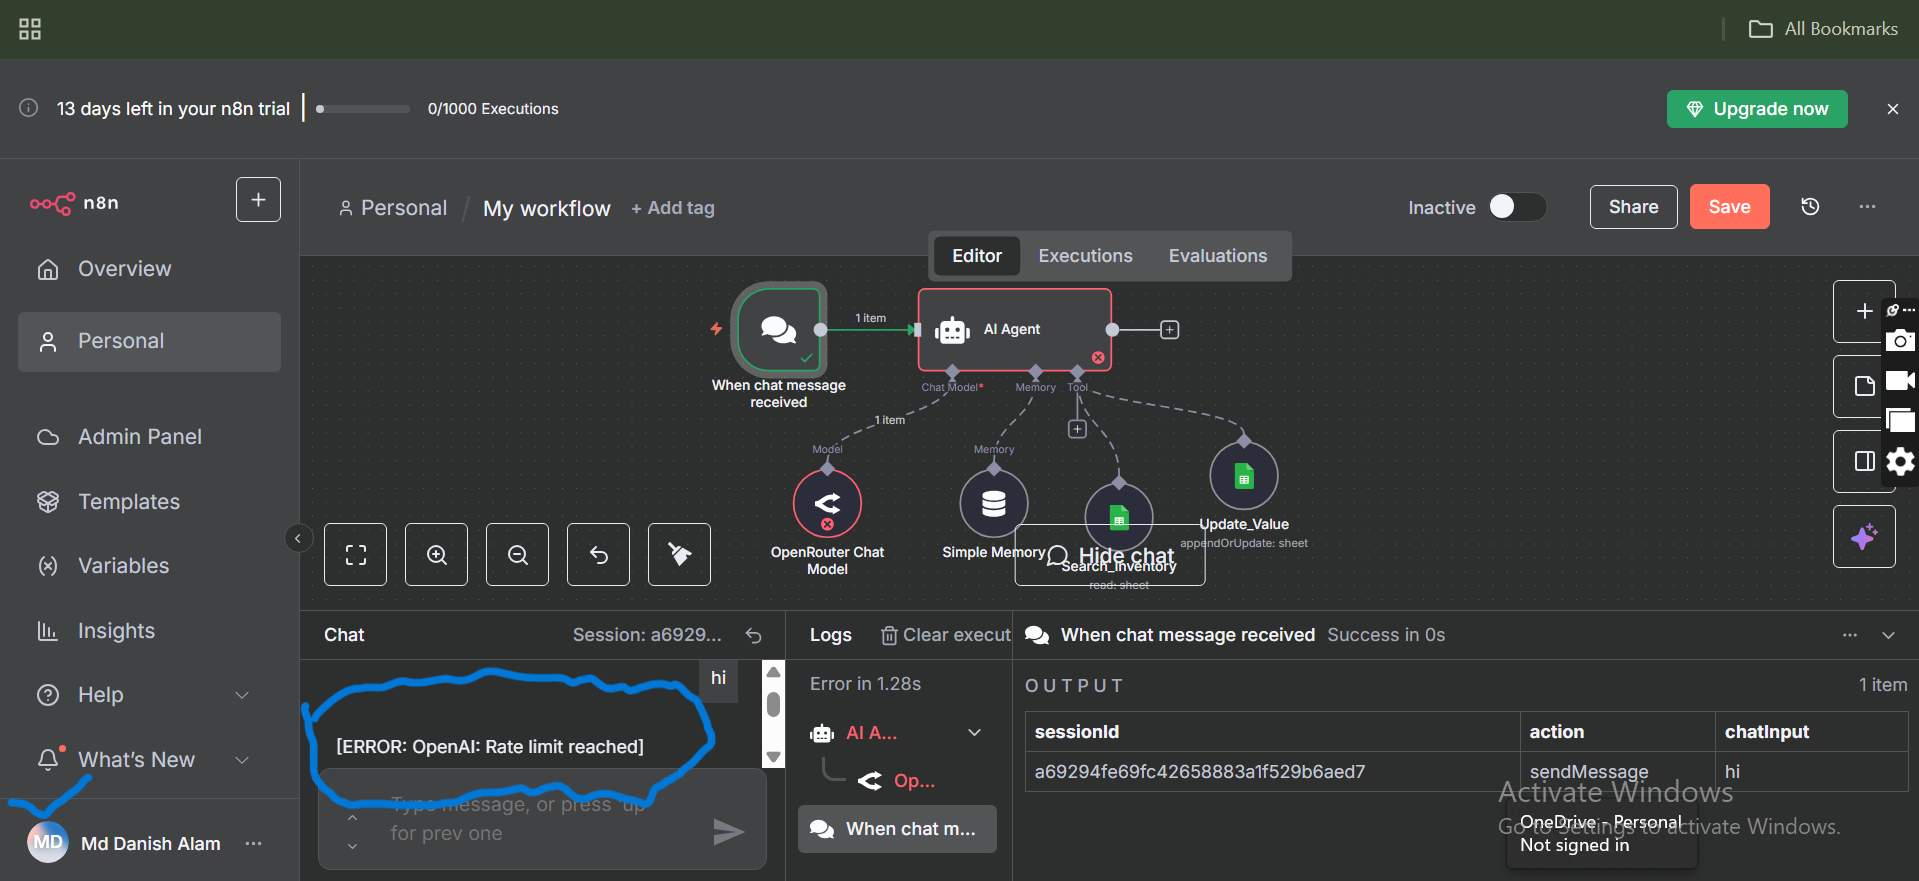 All Bookmarks
13 days left in your n8n trial
0/1000 Executions
Upgrade now
n8n
Personal / My workflow + Add tag
Inactive
Share
Save
Overview
Personal
Admin Panel
Templates
Variables
Insights
Help
What's New
MD Md Danish Alam
Editor Executions Evaluations
1 item
AI Agent
When chat message
received
Chat Model*
Memory
Tool
1 item
Model
Memory
OpenRouter Chat
Model
Simple Memory
Hide chat
Search_Inventory
read: sheet
Update_Value
appendOrUpdate: sheet
Chat
Session: a6929...
hi
[ERROR: OpenAI: Rate limit reached]
Type message, or press 'up'
for prev one
Logs
Clear execut
Error in 1.28s
AI A...
Op...
When chat m...
When chat message received Success in 0s
OUTPUT
1 item
sessionId action chatInput
a69294fe69fc42658883a1f529b6aed7 sendMessage hi
Activate Windows
Go to Settings to activate Windows.
OneDrive - Personal
Not signed in